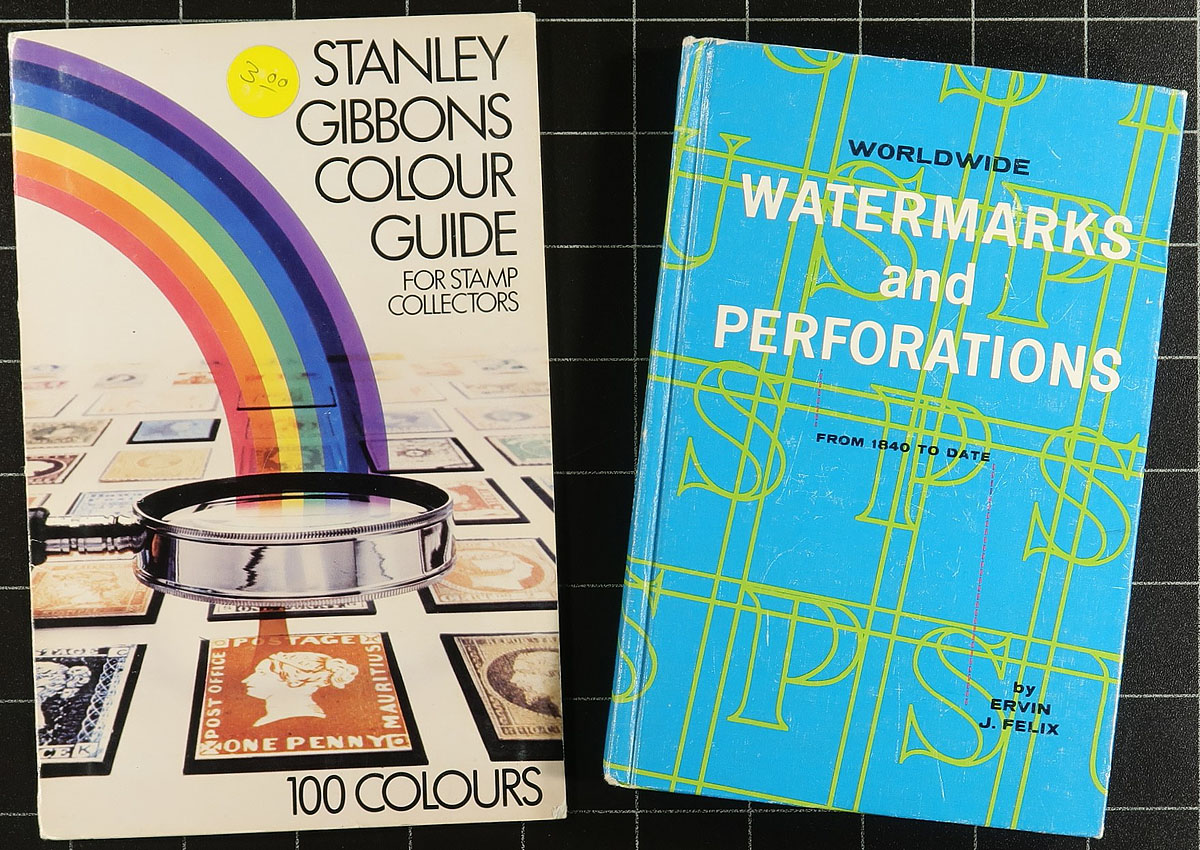 3.00
STANLEY
GIBBONS
COLOUR
GUIDE
FOR STAMP
COLLECTORS
POSTAGE
POST OFFICE
MAURITIUS
ONE PENNY
100 COLOURS
WORLDWIDE
WATERMARKS
and
PERFORATIONS
FROM 1840 TO DATE
by
ERVIN
J. FELIX
U S P
S P S
P S